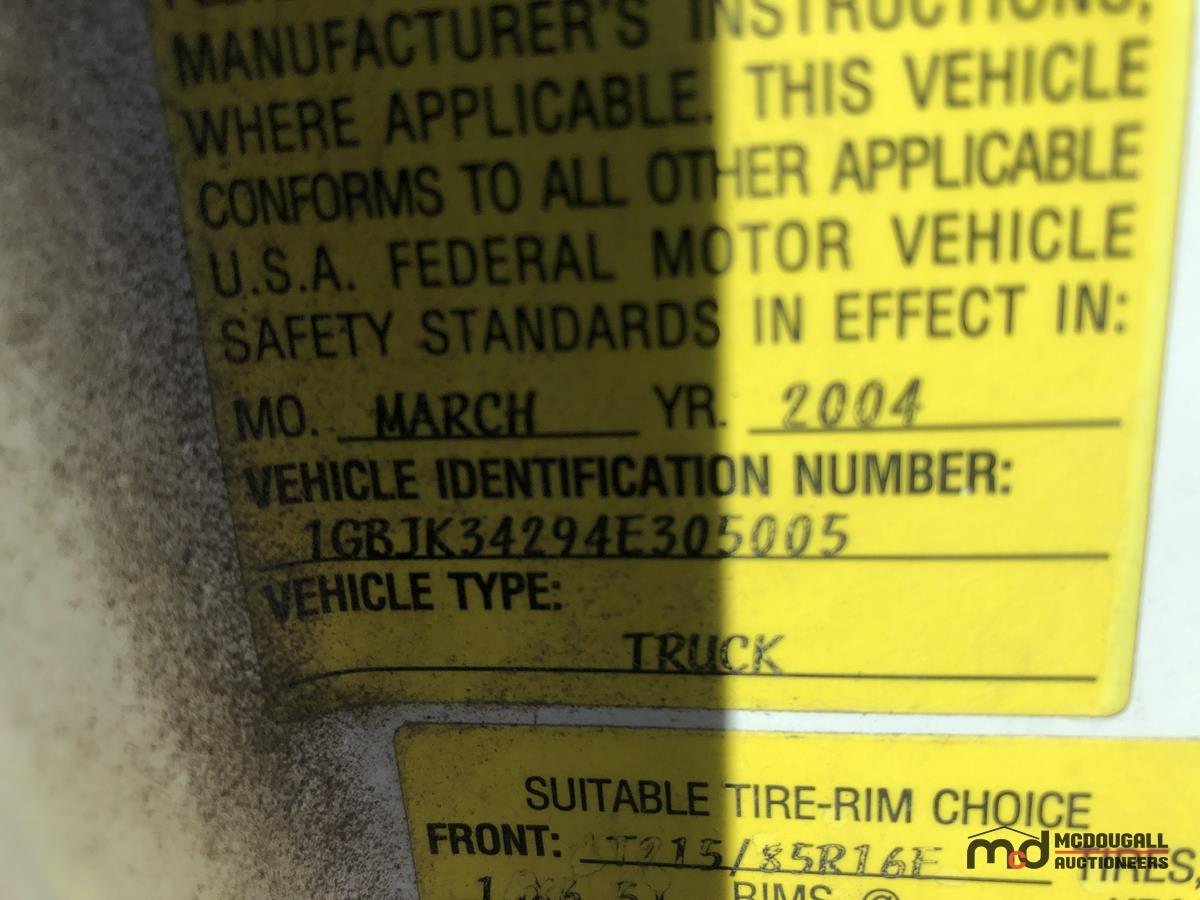 MANUFACTURER'S INSTRUCTIONS,
WHERE APPLICABLE. THIS VEHICLE
CONFORMS TO ALL OTHER APPLICABLE
U.S.A. FEDERAL MOTOR VEHICLE
SAFETY STANDARDS IN EFFECT IN:
MO. MARCH YR. 2004
VEHICLE IDENTIFICATION NUMBER:
1GBJK34294E305005
VEHICLE TYPE:
TRUCK
SUITABLE TIRE-RIM CHOICE
FRONT: LT215/85R16E TIRES,
RIMS @
mcd MCDOUGALL
AUCTIONEERS